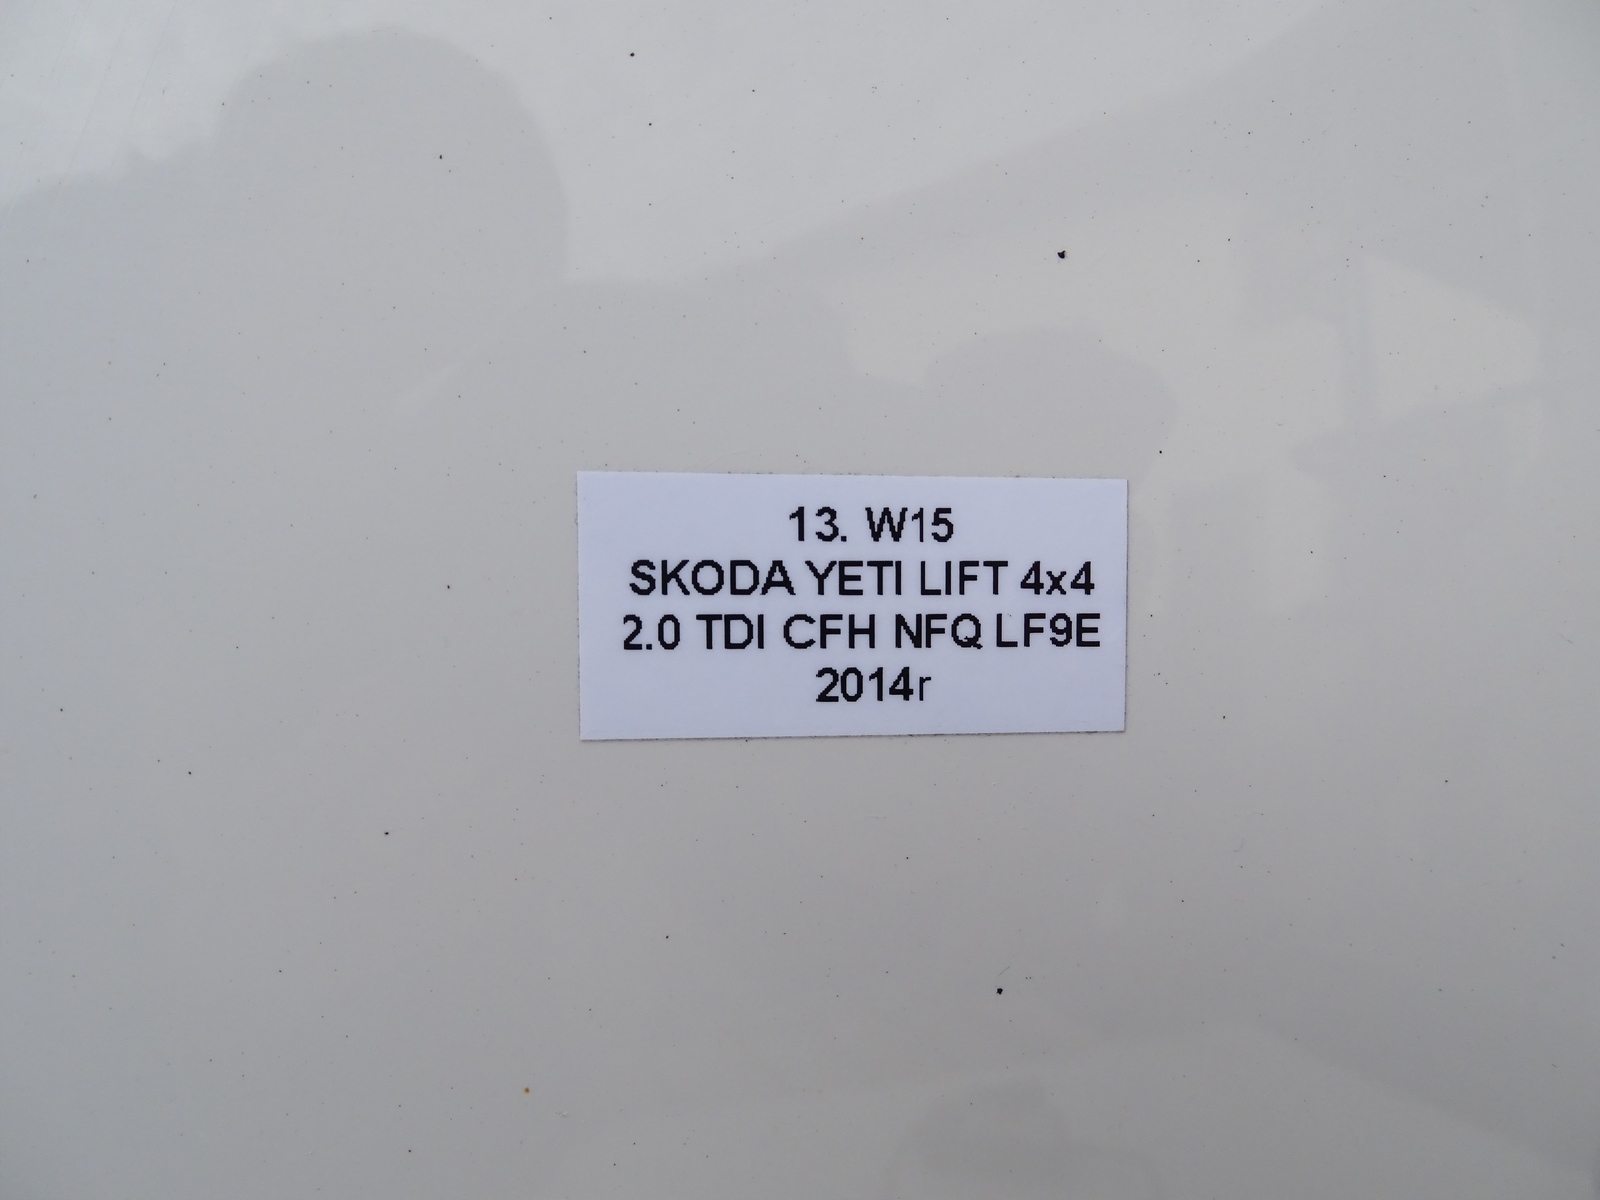 13. W15
SKODA YETI LIFT 4x4
2.0 TDI CFH NFQ LF9E
2014r